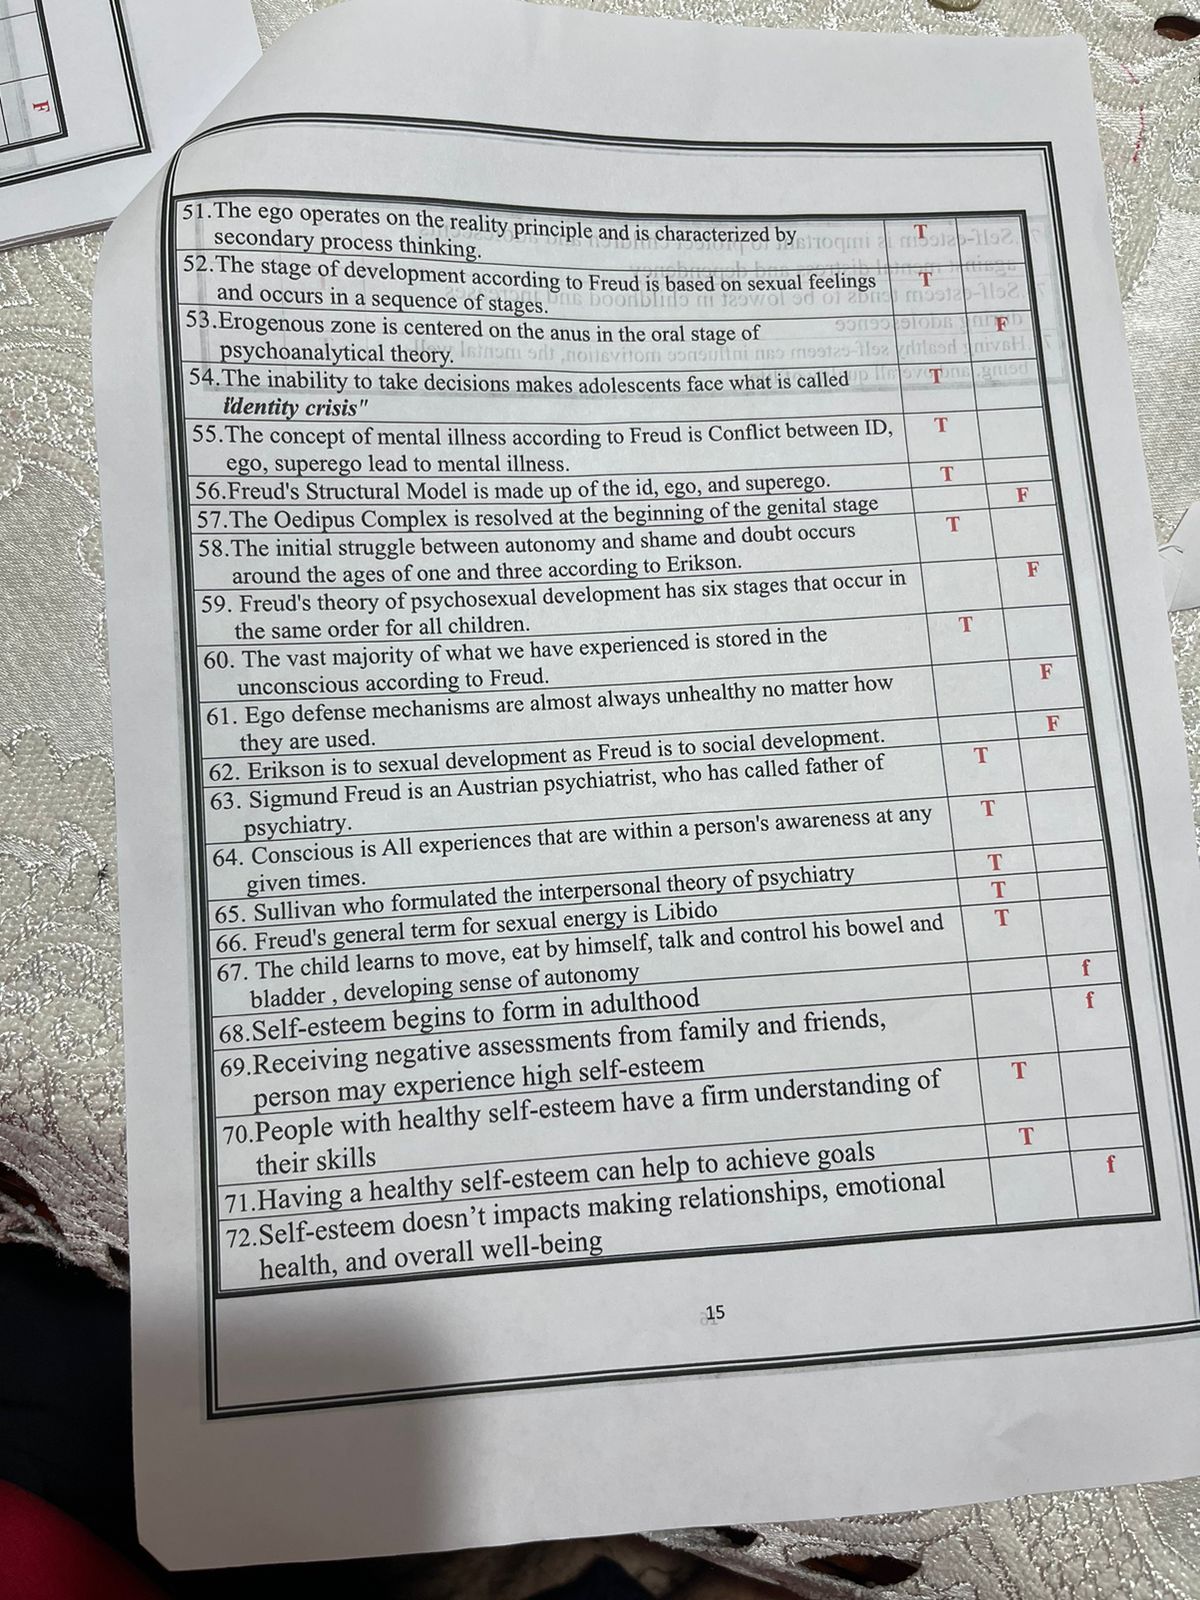 F
51.The ego operates on the reality principle and is characterized by T
secondary process thinking.
52.The stage of development according to Freud is based on sexual feelings T
and occurs in a sequence of stages.
53.Erogenous zone is centered on the anus in the oral stage of F
psychoanalytical theory.
54.The inability to take decisions makes adolescents face what is called T
"identity crisis"
55.The concept of mental illness according to Freud is Conflict between ID, T
ego, superego lead to mental illness.
56.Freud's Structural Model is made up of the id, ego, and superego. T
57.The Oedipus Complex is resolved at the beginning of the genital stage F
58.The initial struggle between autonomy and shame and doubt occurs T
around the ages of one and three according to Erikson.
59. Freud's theory of psychosexual development has six stages that occur in F
the same order for all children.
60. The vast majority of what we have experienced is stored in the T
unconscious according to Freud.
61. Ego defense mechanisms are almost always unhealthy no matter how F
they are used.
62. Erikson is to sexual development as Freud is to social development. F
63. Sigmund Freud is an Austrian psychiatrist, who has called father of T
psychiatry.
64. Conscious is All experiences that are within a person's awareness at any T
given times.
65. Sullivan who formulated the interpersonal theory of psychiatry T
66. Freud's general term for sexual energy is Libido T
67. The child learns to move, eat by himself, talk and control his bowel and T
bladder , developing sense of autonomy
68.Self-esteem begins to form in adulthood f
69.Receiving negative assessments from family and friends, f
person may experience high self-esteem
70.People with healthy self-esteem have a firm understanding of T
their skills
71.Having a healthy self-esteem can help to achieve goals T
72.Self-esteem doesn't impacts making relationships, emotional f
health, and overall well-being
15